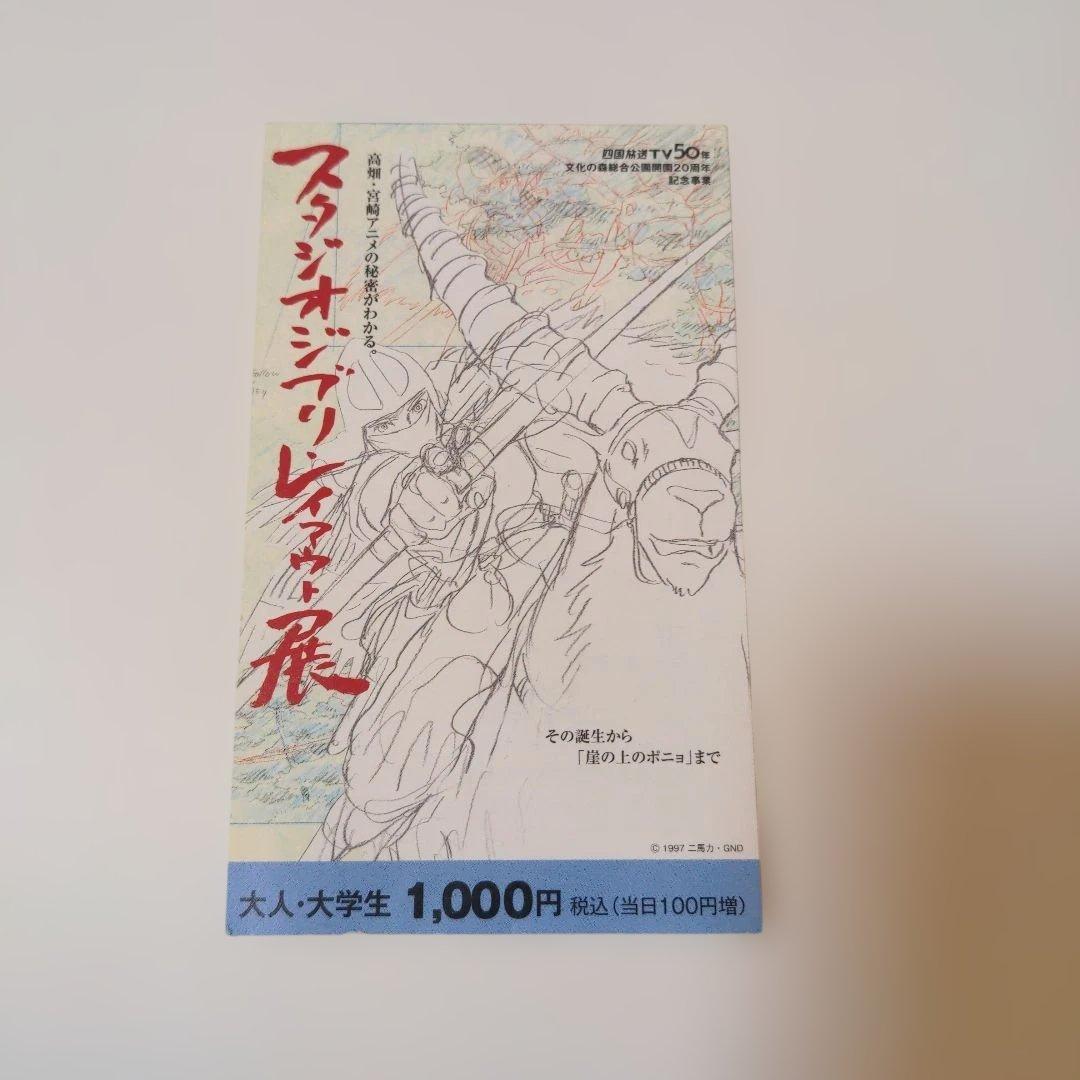 四国放送TV50年
文化の森総合公園開園20周年
記念事業
高畑・宮崎アニメの秘密がわかる。
スタジオジブリ・レイアウト展
その誕生から
「崖の上のポニョ」まで
© 1997 二馬力・GND
大人・大学生 1,000円 税込(当日100円増)